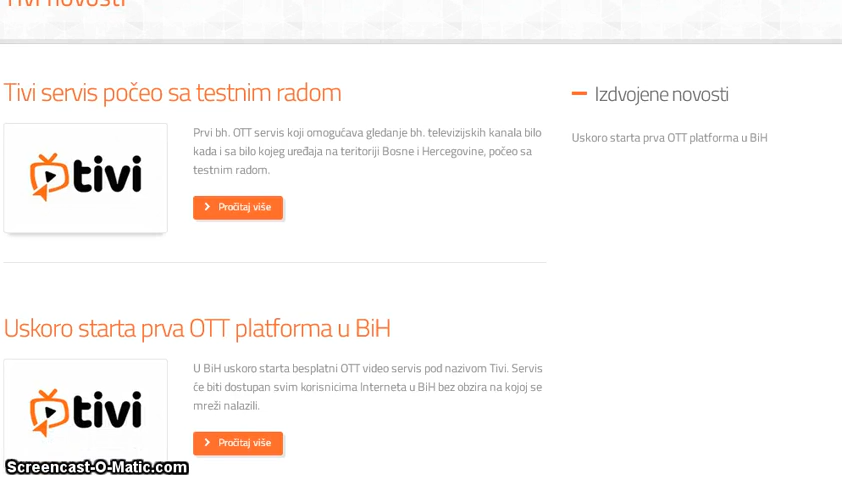 Tivi novosti
Tivi servis počeo sa testnim radom
Izdvojene novosti
tivi
Prvi bh. OTT servis koji omogućava gledanje bh. televizijskih kanala bilo
kada i sa bilo kojeg uređaja na teritoriji Bosne i Hercegovine, počeo sa
testnim radom.
Pročitaj više
Uskoro starta prva OTT platforma u BiH
Uskoro starta prva OTT platforma u BiH
tivi
U BiH uskoro starta besplatni OTT video servis pod nazivom Tivi. Servis
će biti dostupan svim korisnicima Interneta u BiH bez obzira na kojoj se
mreži nalazili.
Pročitaj više
Screencast-O-Matic.com